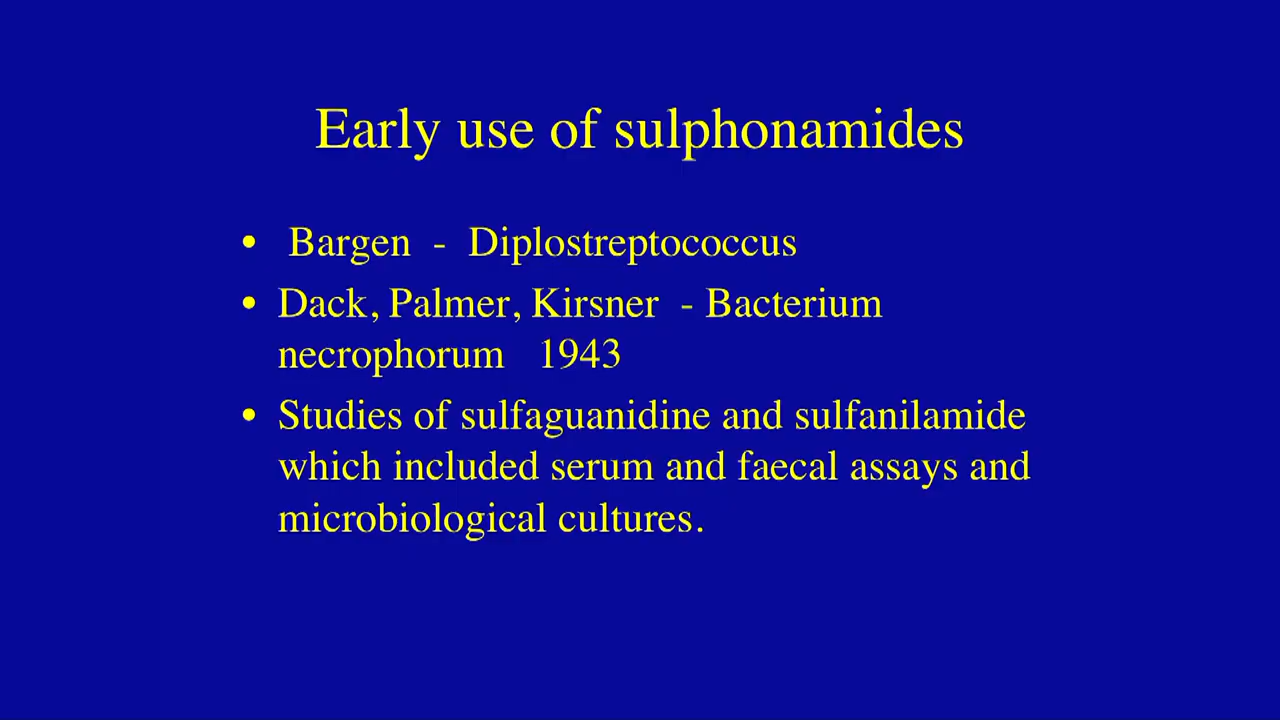 Early use of sulphonamides
• Bargen - Diplostreptococcus
• Dack, Palmer, Kirsner - Bacterium
necrophorum 1943
• Studies of sulfaguanidine and sulfanilamide
which included serum and faecal assays and
microbiological cultures.